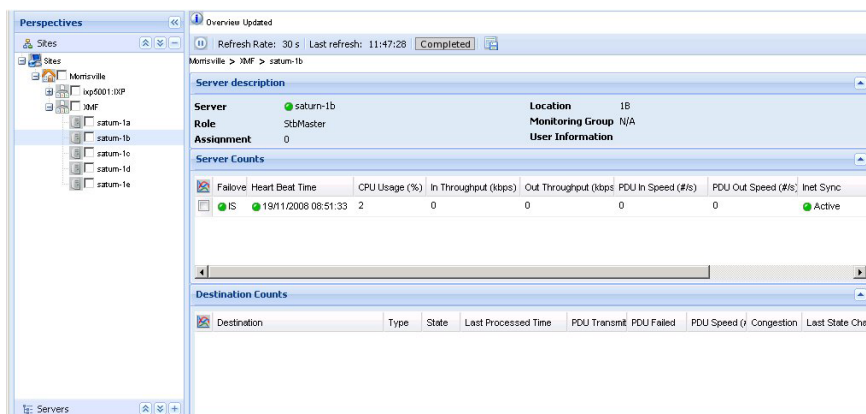 Perspectives
Sites
Sites
Morrisville
ixp5001:IXP
XMF
saturn-1a
saturn-1b
saturn-1c
saturn-1d
saturn-1e
Servers
Overview Updated
Refresh Rate: 30 s Last refresh: 11:47:28 Completed
Morrisville > XMF > saturn-1b
Server description
Server saturn-1b Location 1B
Role StbMaster Monitoring Group N/A
Assignment 0 User Information
Server Counts
Failove Heart Beat Time CPU Usage (%) In Throughput (kbps) Out Throughput (kbps PDU In Speed (#/s) PDU Out Speed (#/s) Inet Sync
IS 19/11/2008 08:51:33 2 0 0 0 0 Active
Destination Counts
Destination Type State Last Processed Time PDU Transmit PDU Failed PDU Speed (# Congestion Last State Cha